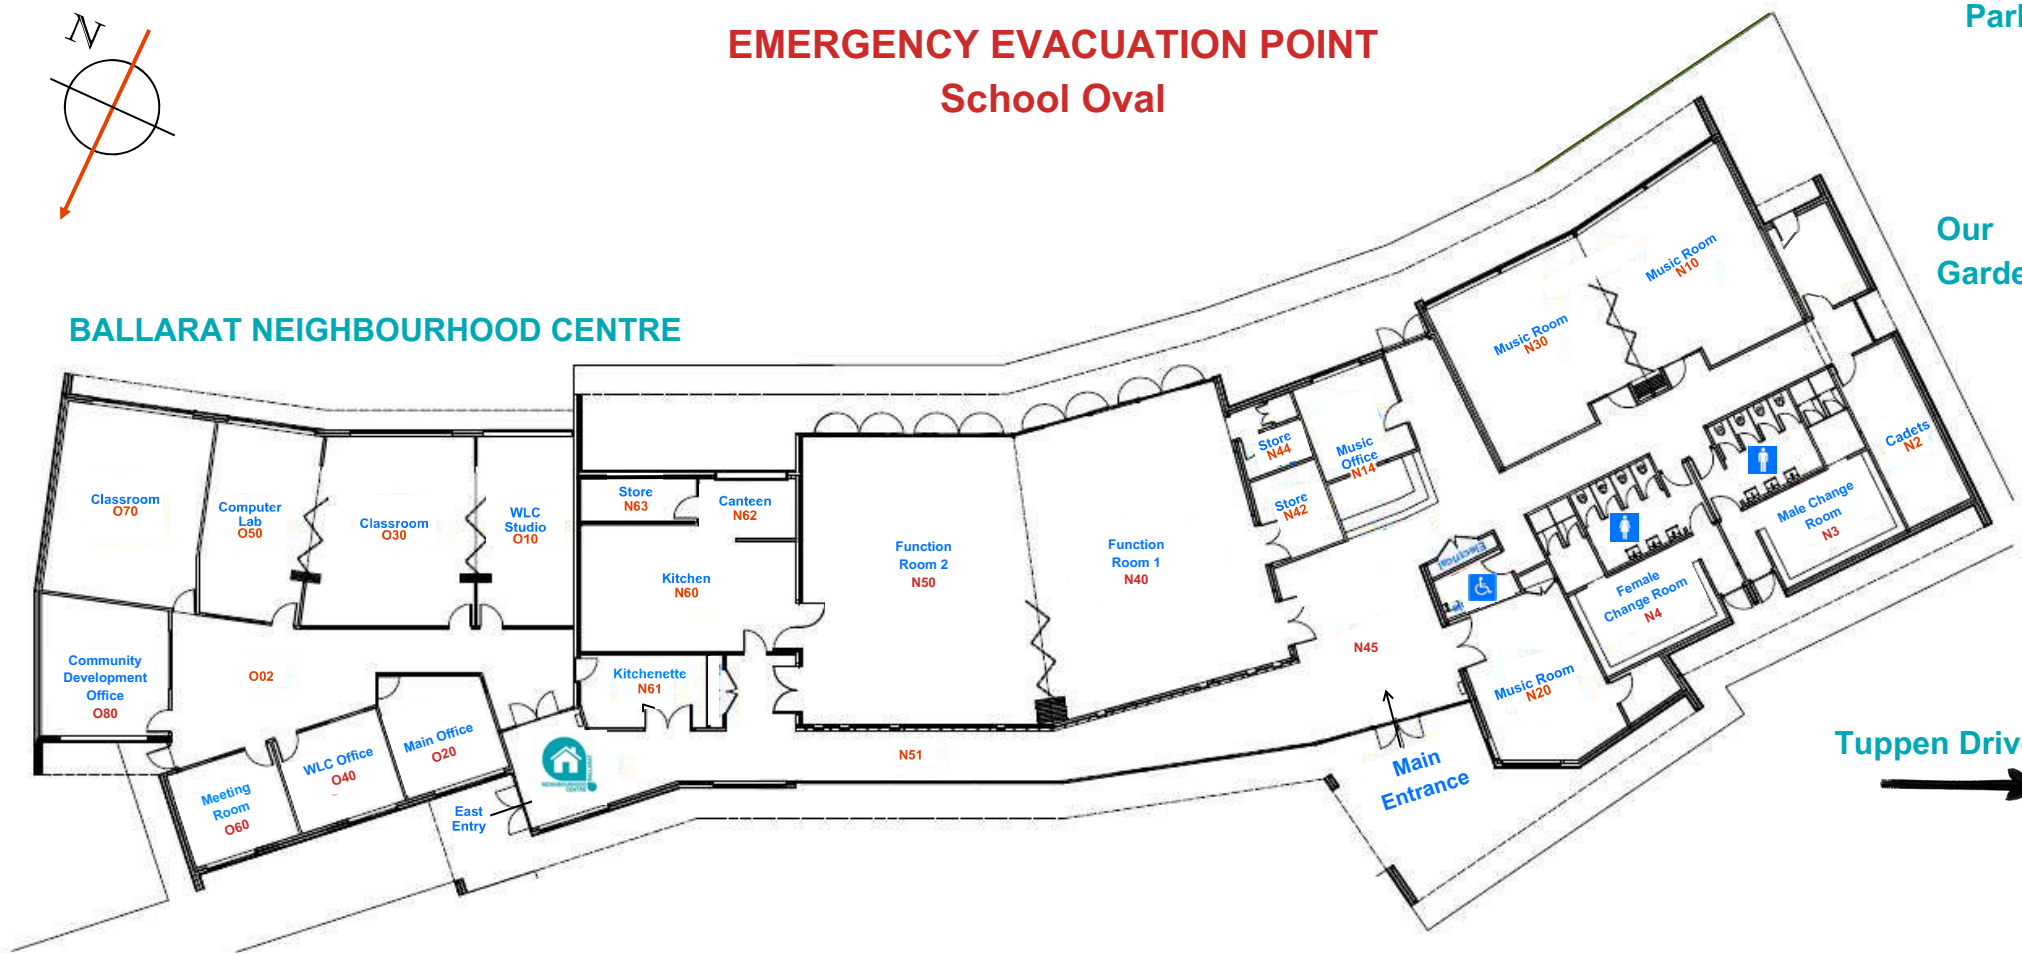 N
EMERGENCY EVACUATION POINT
School Oval
BALLARAT NEIGHBOURHOOD CENTRE
Our
Tuppen
Classroom
O70
Computer
Lab
O50
Classroom
O30
WLC
Studio
O10
Community
Development
Office
O80
O02
Meeting
Room
O60
WLC Office
O40
Main Office
O20
East
Entry
NEIGHBOURHOOD
CENTRE
BALLARAT
Store
N63
Canteen
N62
Kitchen
N60
Kitchenette
N61
Function
Room 2
N50
Function
Room 1
N40
N51
Store
N44
Store
N42
Music
Office
N14
N45
Main
Entrance
Electrical
Music Room
N30
Music Room
N10
Music Room
N20
Female
Change Room
N4
Male Change
Room
N3
Cadets
N2